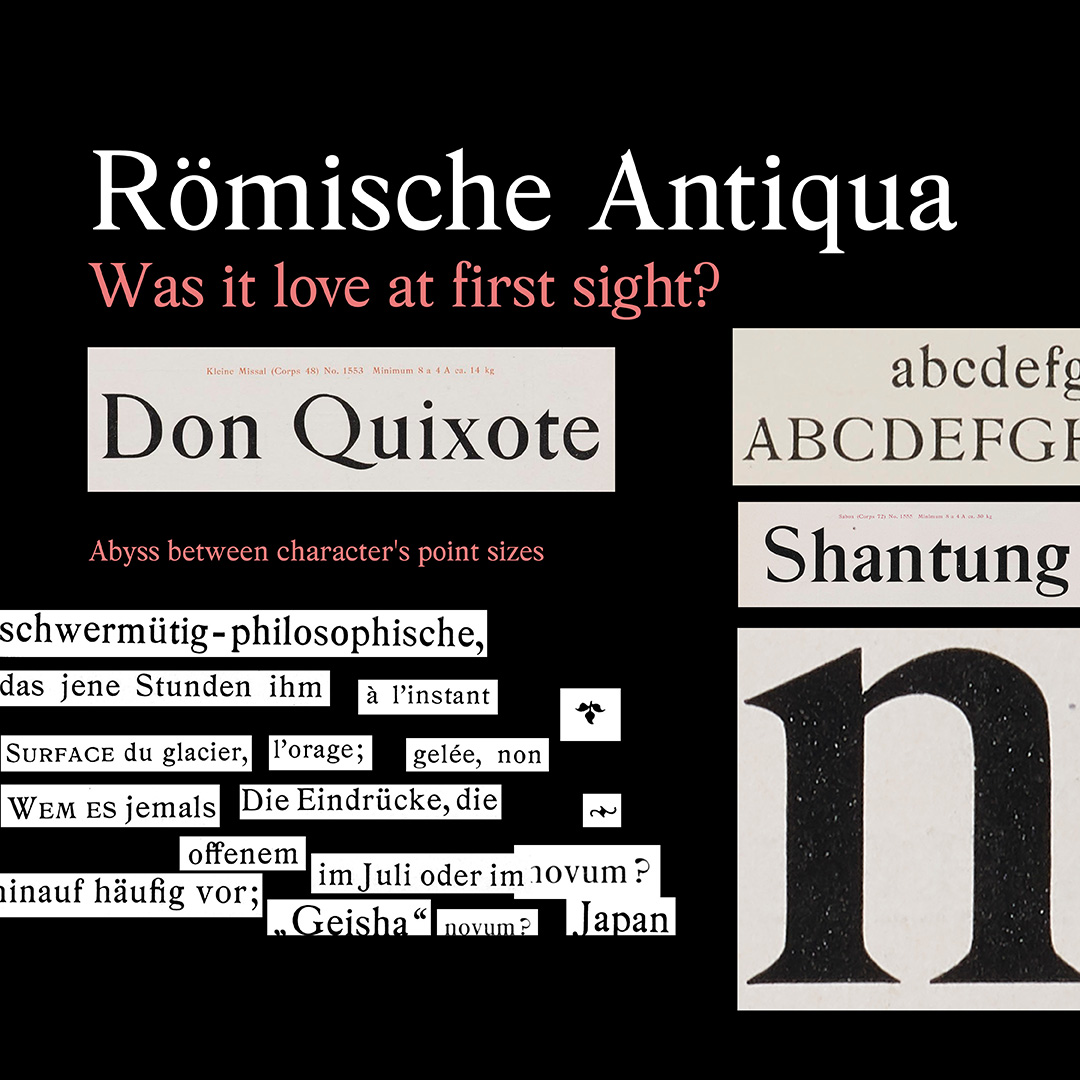 Römische Antiqua
Was it love at first sight?
Kleine Missal (Corps 48) No. 1553 Minimum 8 a 4 A ca. 14 kg
Don Quixote
abcdefg
ABCDEFGH
Sabon (Corps 72) No. 1555 Minimum 8 a 4 A ca. 30 kg
Shantung
n
Abyss between character's point sizes
schwermütig-philosophische,
das jene Stunden ihm
à l’instant
SURFACE du glacier,
l’orage;
gelée, non
WEM ES jemals
Die Eindrücke, die
offenem
im Juli oder im
novum?
hinauf häufig vor;
„Geisha“
novum?
Japan